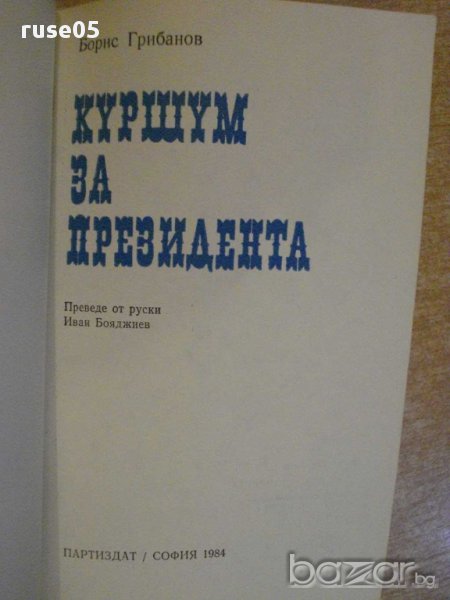 ruse05
Борис Грибанов
КУРШУМ
ЗА
ПРЕЗИДЕНТА
Преведе от руски
Иван Бояджиев
ПАРТИЗДАТ / СОФИЯ 1984
bazar.bg